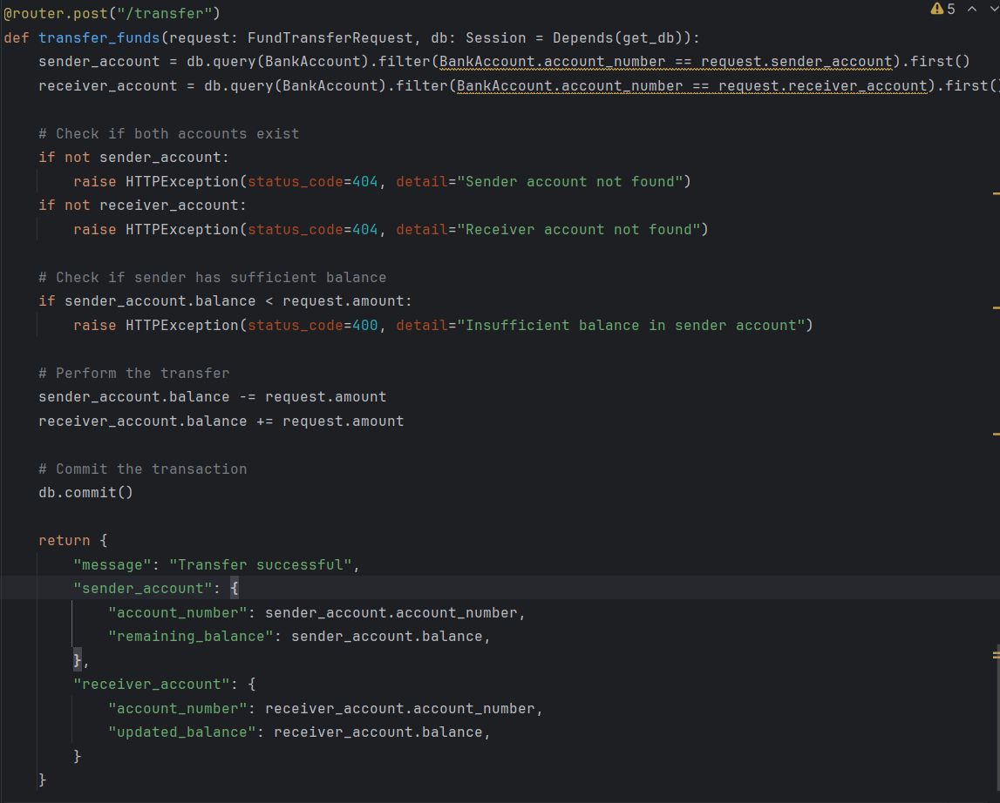 5
@router.post("/transfer")
def transfer_funds(request: FundTransferRequest, db: Session = Depends(get_db)):
    sender_account = db.query(BankAccount).filter(BankAccount.account_number == request.sender_account).first()
    receiver_account = db.query(BankAccount).filter(BankAccount.account_number == request.receiver_account).first()

    # Check if both accounts exist
    if not sender_account:
        raise HTTPException(status_code=404, detail="Sender account not found")
    if not receiver_account:
        raise HTTPException(status_code=404, detail="Receiver account not found")

    # Check if sender has sufficient balance
    if sender_account.balance < request.amount:
        raise HTTPException(status_code=400, detail="Insufficient balance in sender account")

    # Perform the transfer
    sender_account.balance -= request.amount
    receiver_account.balance += request.amount

    # Commit the transaction
    db.commit()

    return {
        "message": "Transfer successful",
        "sender_account": {
            "account_number": sender_account.account_number,
            "remaining_balance": sender_account.balance,
        },
        "receiver_account": {
            "account_number": receiver_account.account_number,
            "updated_balance": receiver_account.balance,
        }
    }